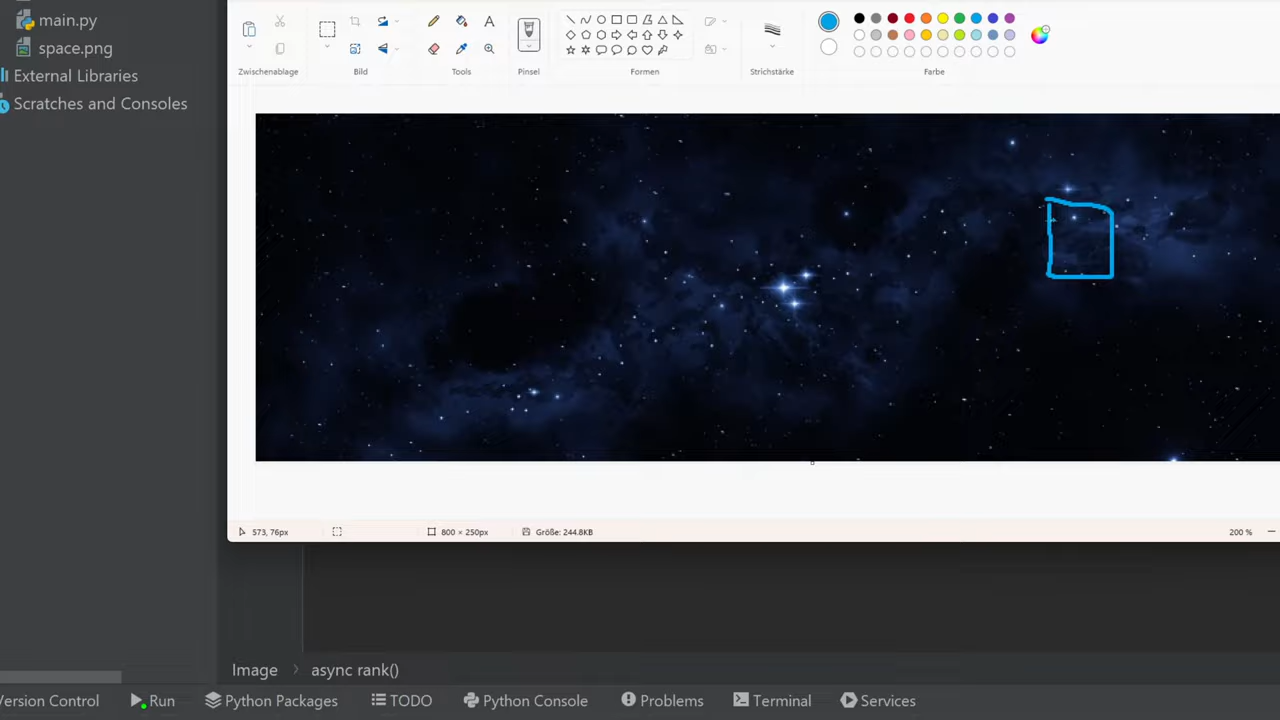 main.py
space.png
External Libraries
Scratches and Consoles
Zwischenablage
Bild
Tools
Pinsel
Formen
Strichstärke
Farbe
573, 76px
800 × 250px
Größe: 244.8KB
200 %
Image > async rank()
Version Control
Run
Python Packages
TODO
Python Console
Problems
Terminal
Services